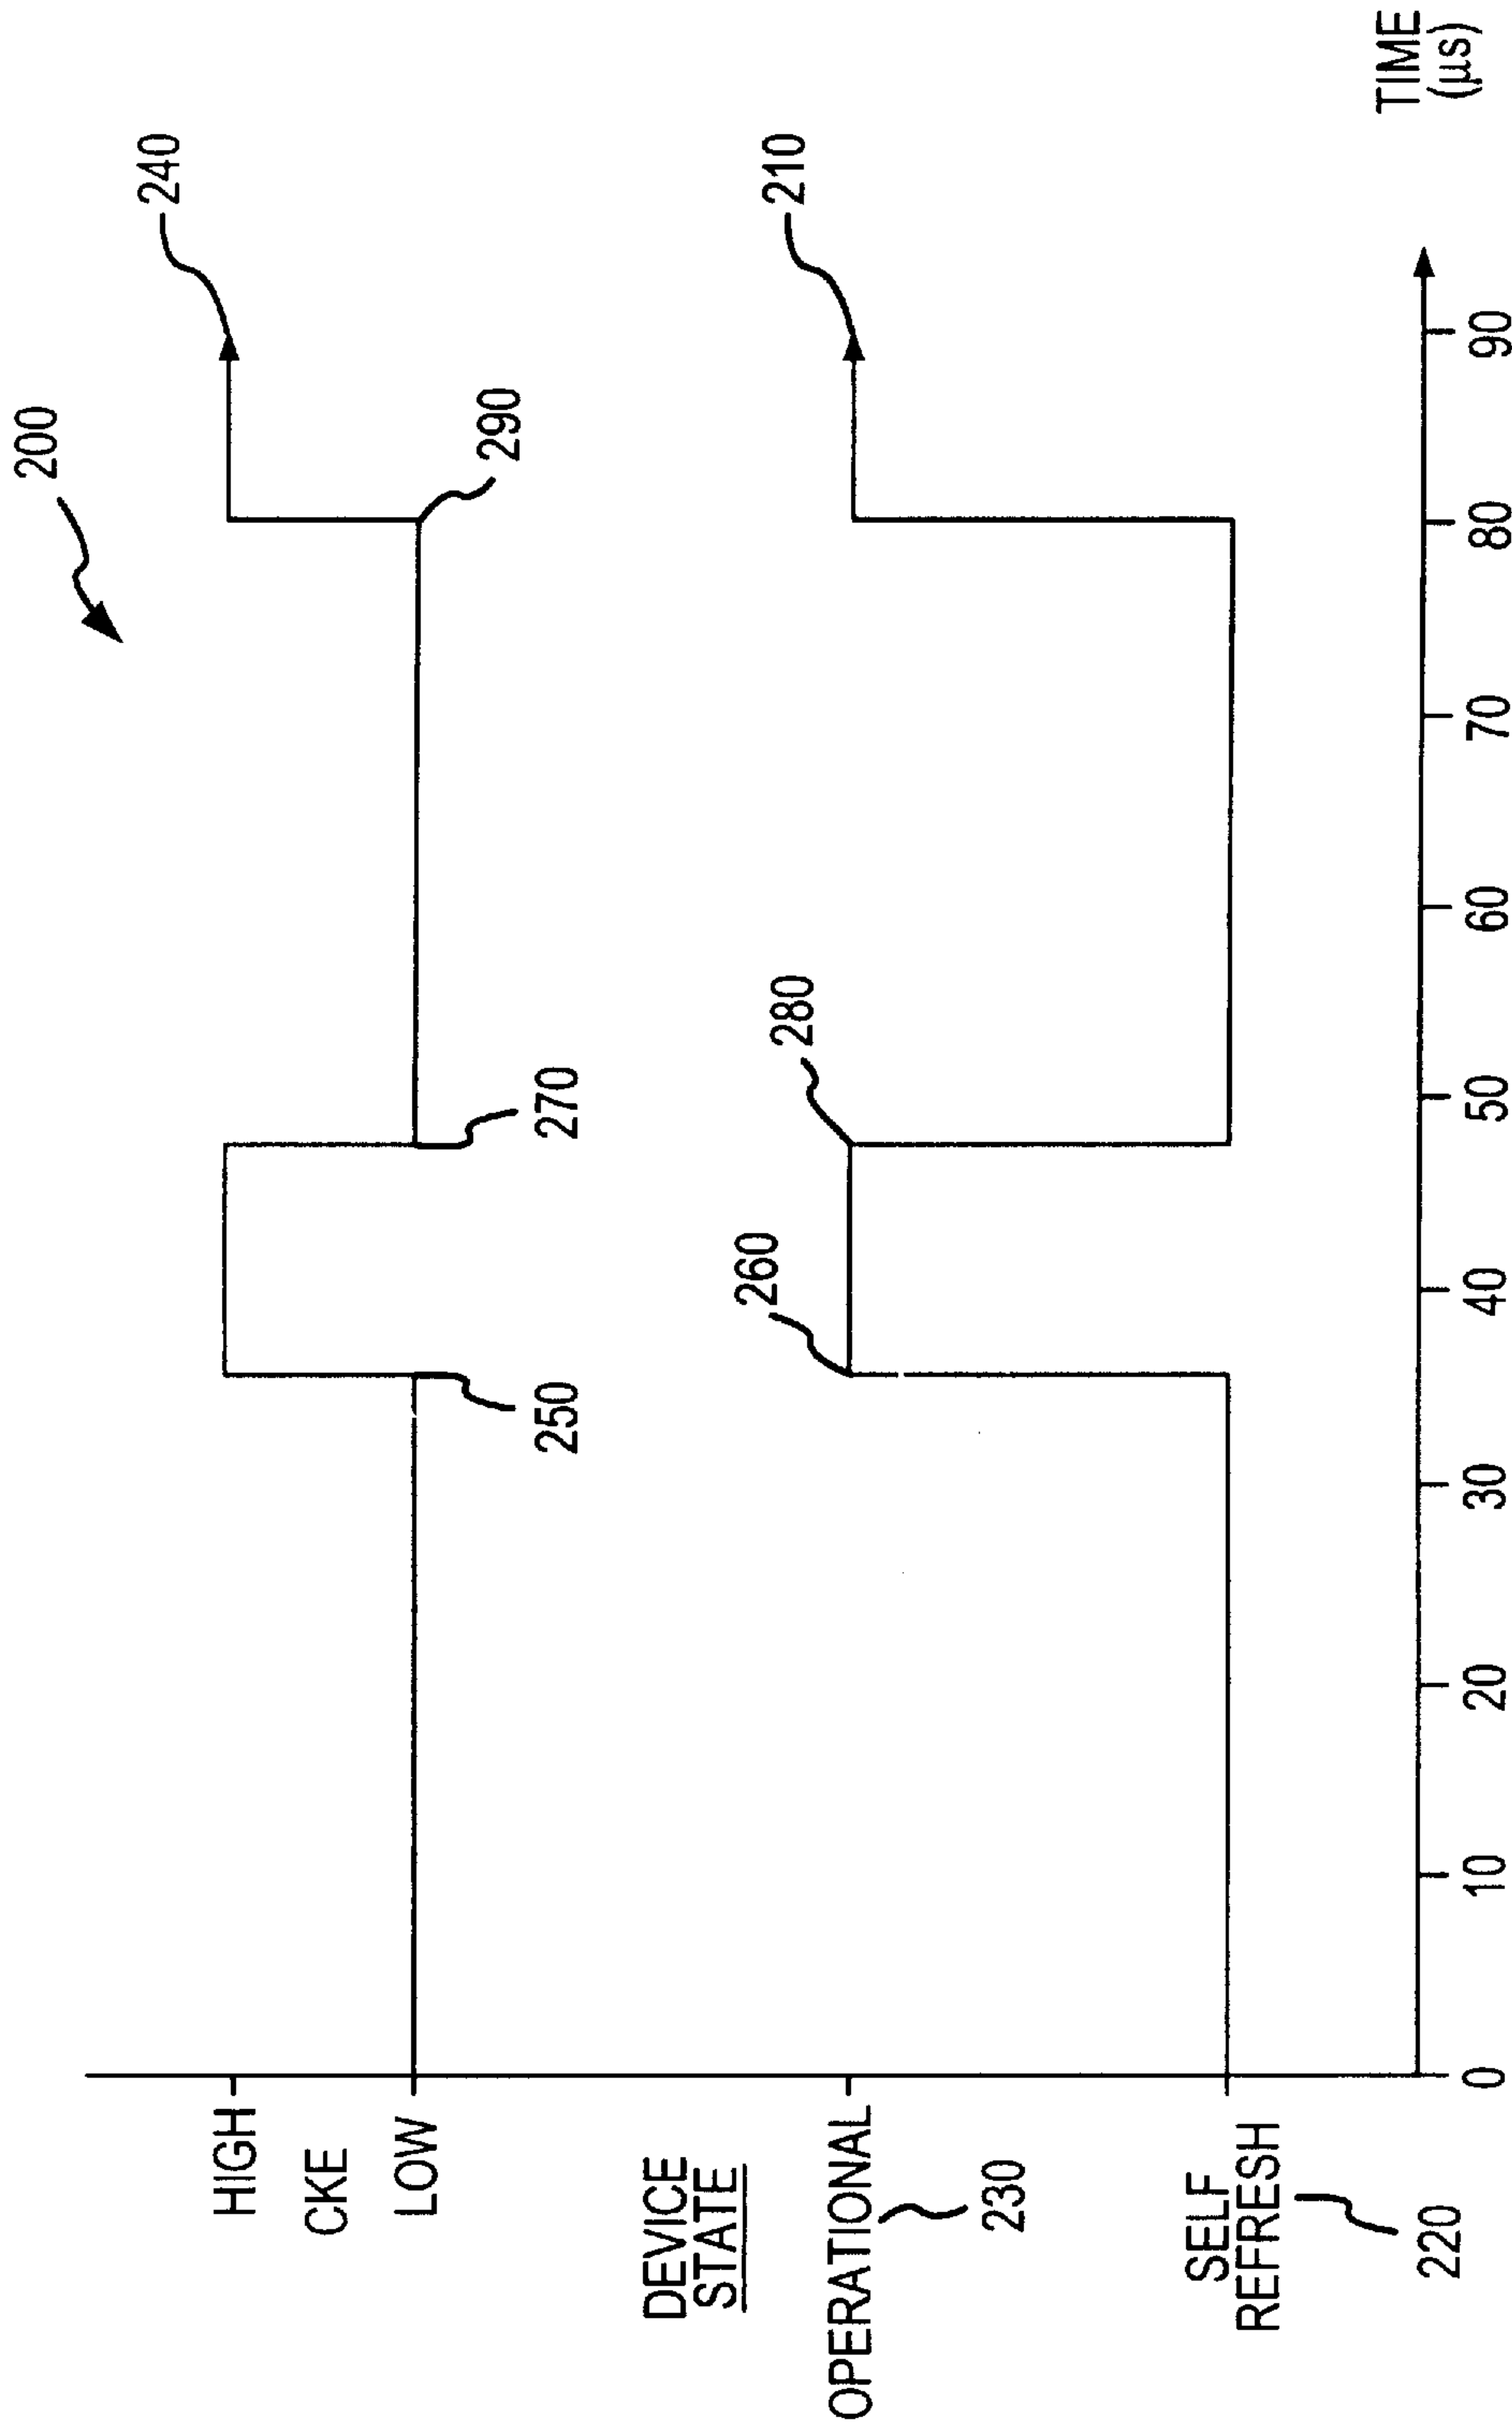 200
HIGH
CKE
LOW
240
250
270
290
DEVICE
STATE
OPERATIONAL
230
260
280
210
SELF
REFRESH
220
0 10 20 30 40 50 60 70 80 90
TIME
(μs)